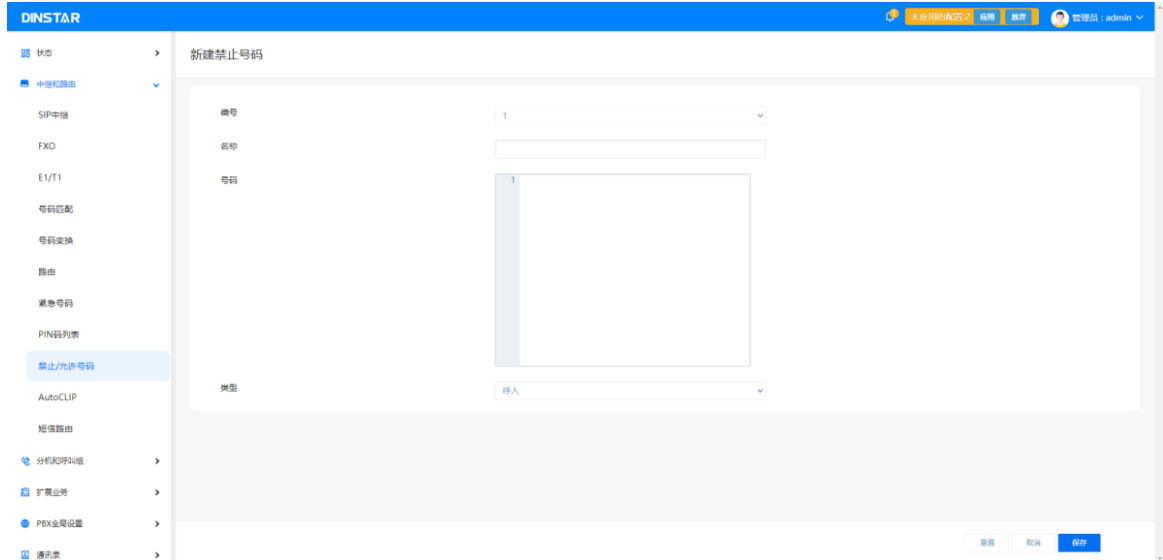 DINSTAR
未应用的配置:2 应用 放弃
管理员 : admin
状态
新建禁止号码
中继和路由
SIP中继
编号 1
FXO
名称
E1/T1
号码 1
号码匹配
号码变换
路由
紧急号码
PIN码列表
禁止/允许号码
类型 呼入
AutoCLIP
短信路由
分机和呼叫组
扩展业务
PBX全局设置
重置 取消 保存
通讯录